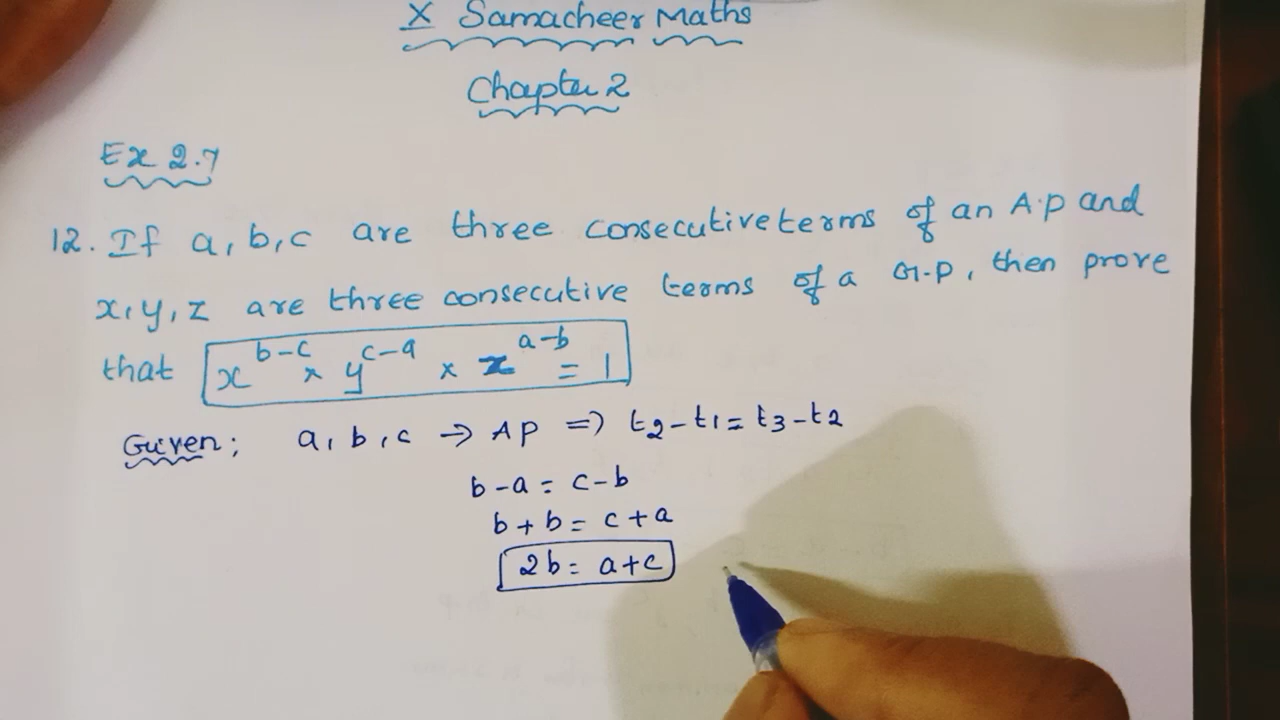 X Samacheer Maths
Chapter 2
Ex 2.7
12. If a, b, c are three consecutive terms of an A.P and
x, y, z are three consecutive terms of a G.P, then prove
that x^{b-c} × y^{c-a} × z^{a-b} = 1
Given; a, b, c → AP => t2-t1 = t3-t2
b-a = c-b
b+b = c+a
2b = a+c